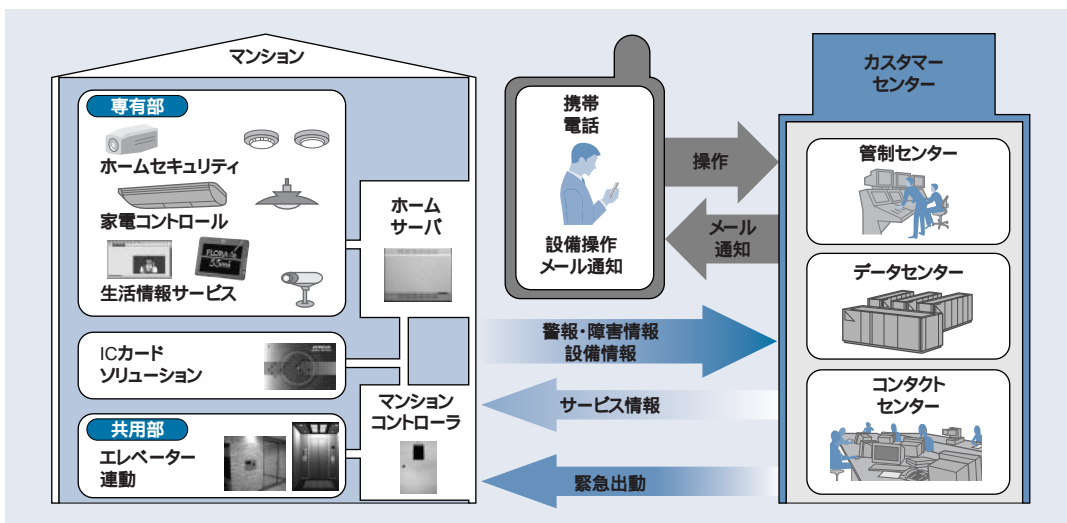 マンション
専有部
ホームセキュリティ
家電コントロール
FLORA
生活情報サービス
ホーム
サーバ
ICカード
ソリューション
共用部
エレベーター
連動
マンション
コントローラ
携帯
電話
設備操作
メール通知
操作
メール
通知
警報・障害情報
設備情報
サービス情報
緊急出動
カスタマー
センター
管制センター
データセンター
コンタクト
センター